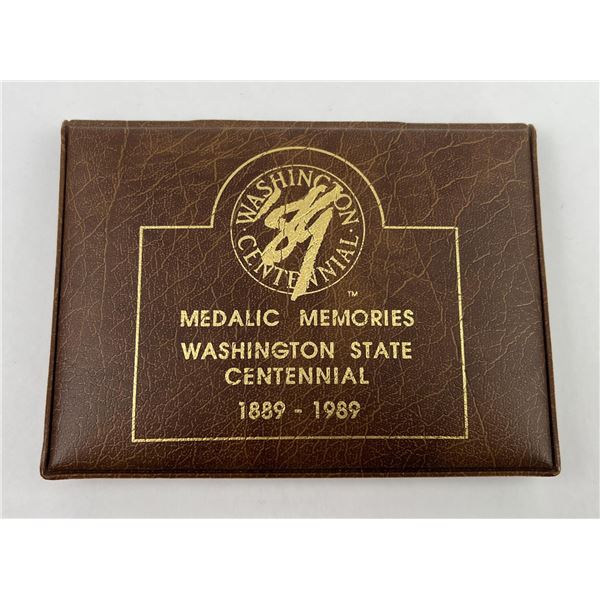 WASHINGTON
89
CENTENNIAL
™
MEDALIC MEMORIES
WASHINGTON STATE
CENTENNIAL
1889 - 1989